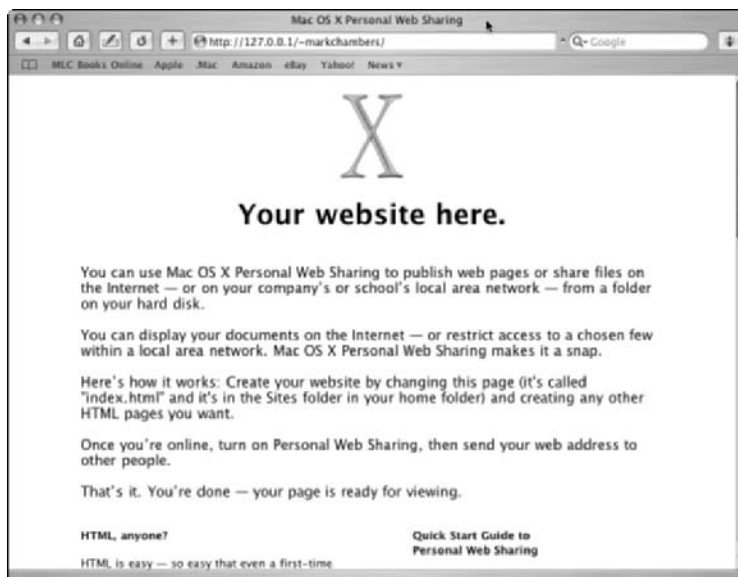 Mac OS X Personal Web Sharing
http://127.0.0.1/~markchambers/
Q- Google
MLC Books Online Apple .Mac Amazon eBay Yahoo! News ▾
X
Your website here.
You can use Mac OS X Personal Web Sharing to publish web pages or share files on
the Internet — or on your company's or school's local area network — from a folder
on your hard disk.
You can display your documents on the Internet — or restrict access to a chosen few
within a local area network. Mac OS X Personal Web Sharing makes it a snap.
Here's how it works: Create your website by changing this page (it's called
"index.html" and it's in the Sites folder in your home folder) and creating any other
HTML pages you want.
Once you're online, turn on Personal Web Sharing, then send your web address to
other people.
That's it. You're done — your page is ready for viewing.
HTML, anyone?
HTML is easy — so easy that even a first-time
Quick Start Guide to
Personal Web Sharing